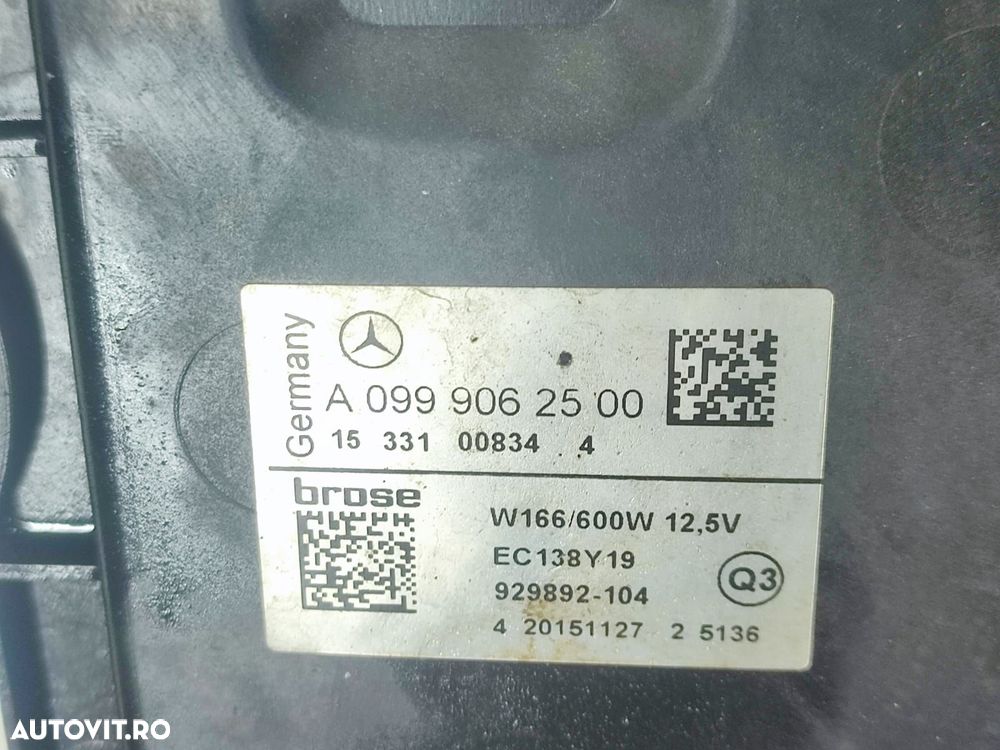 Germany
A 099 906 25 00
15 331 00834 4
brose
W166/600W 12,5V
EC138Y19
929892-104
Q3
4 20151127 2 5136
AUTOVIT.RO